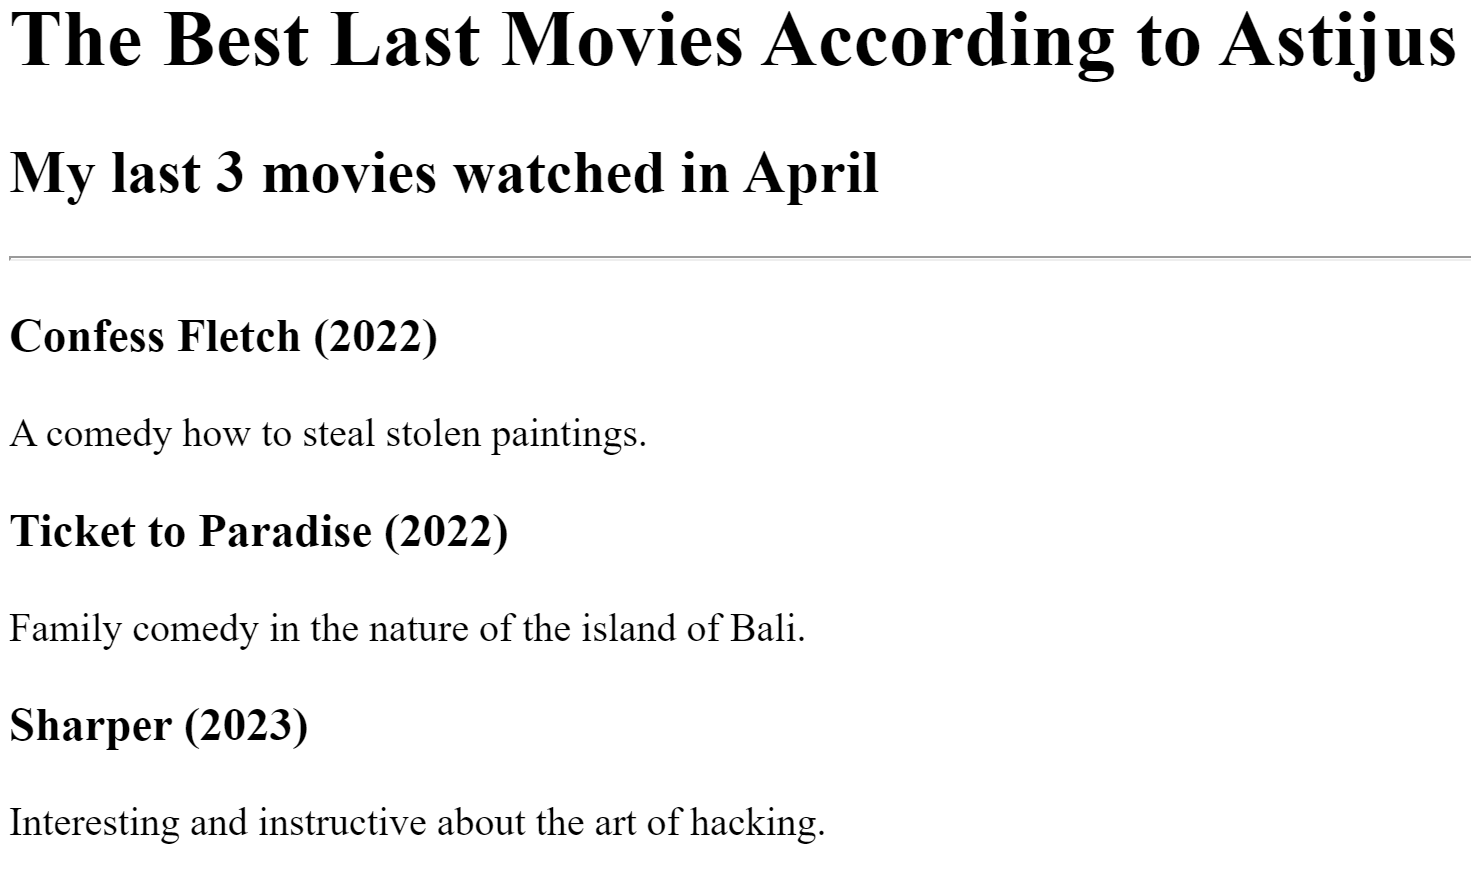 The Best Last Movies According to Astijus
My last 3 movies watched in April
Confess Fletch (2022)
A comedy how to steal stolen paintings.
Ticket to Paradise (2022)
Family comedy in the nature of the island of Bali.
Sharper (2023)
Interesting and instructive about the art of hacking.